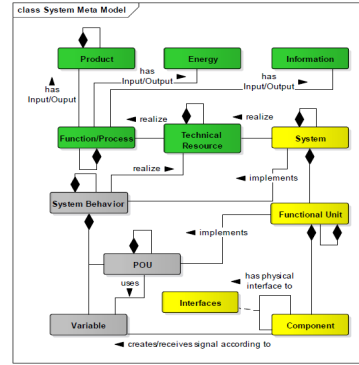 class System Meta Model
Product
Energy
Information
has
Input/Ouput
has
Input/Output
has
Input/Output
realize
realize
Function/Process
Technical
Resource
System
realize
implements
System Behavior
Functional Unit
implements
POU
uses
has physical
interface to
Interfaces
Variable
Component
creates/receives signal according to